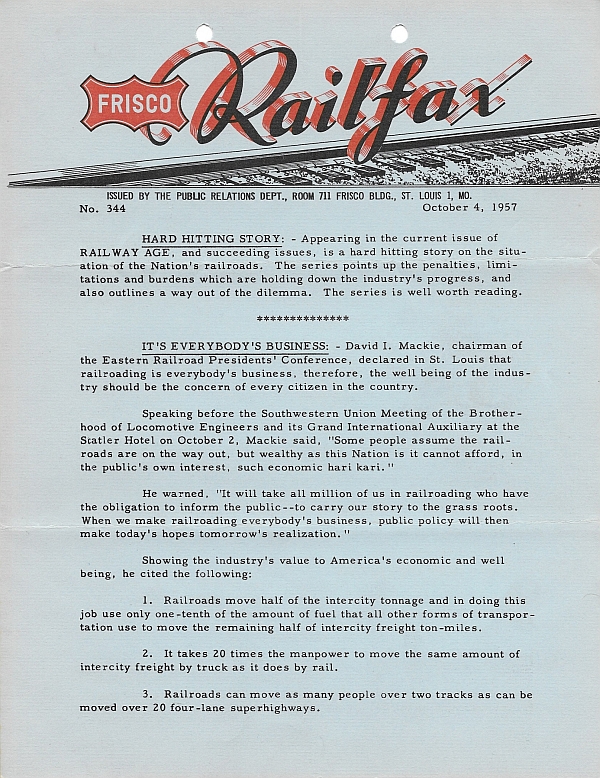 FRISCO Railfax
ISSUED BY THE PUBLIC RELATIONS DEPT., ROOM 711 FRISCO BLDG., ST. LOUIS 1, MO.
No. 344 October 4, 1957
HARD HITTING STORY: - Appearing in the current issue of
RAILWAY AGE, and succeeding issues, is a hard hitting story on the situ-
ation of the Nation's railroads. The series points up the penalties, limi-
tations and burdens which are holding down the industry's progress, and
also outlines a way out of the dilemma. The series is well worth reading.
**************
IT'S EVERYBODY'S BUSINESS: - David I. Mackie, chairman of
the Eastern Railroad Presidents' Conference, declared in St. Louis that
railroading is everybody's business, therefore, the well being of the indus-
try should be the concern of every citizen in the country.
Speaking before the Southwestern Union Meeting of the Brother-
hood of Locomotive Engineers and its Grand International Auxiliary at the
Statler Hotel on October 2, Mackie said, "Some people assume the rail-
roads are on the way out, but wealthy as this Nation is it cannot afford, in
the public's own interest, such economic hari kari."
He warned, "It will take all million of us in railroading who have
the obligation to inform the public--to carry our story to the grass roots.
When we make railroading everybody's business, public policy will then
make today's hopes tomorrow's realization."
Showing the industry's value to America's economic and well
being, he cited the following:
1. Railroads move half of the intercity tonnage and in doing this
job use only one-tenth of the amount of fuel that all other forms of transpor-
tation use to move the remaining half of intercity freight ton-miles.
2. It takes 20 times the manpower to move the same amount of
intercity freight by truck as it does by rail.
3. Railroads can move as many people over two tracks as can be
moved over 20 four-lane superhighways.